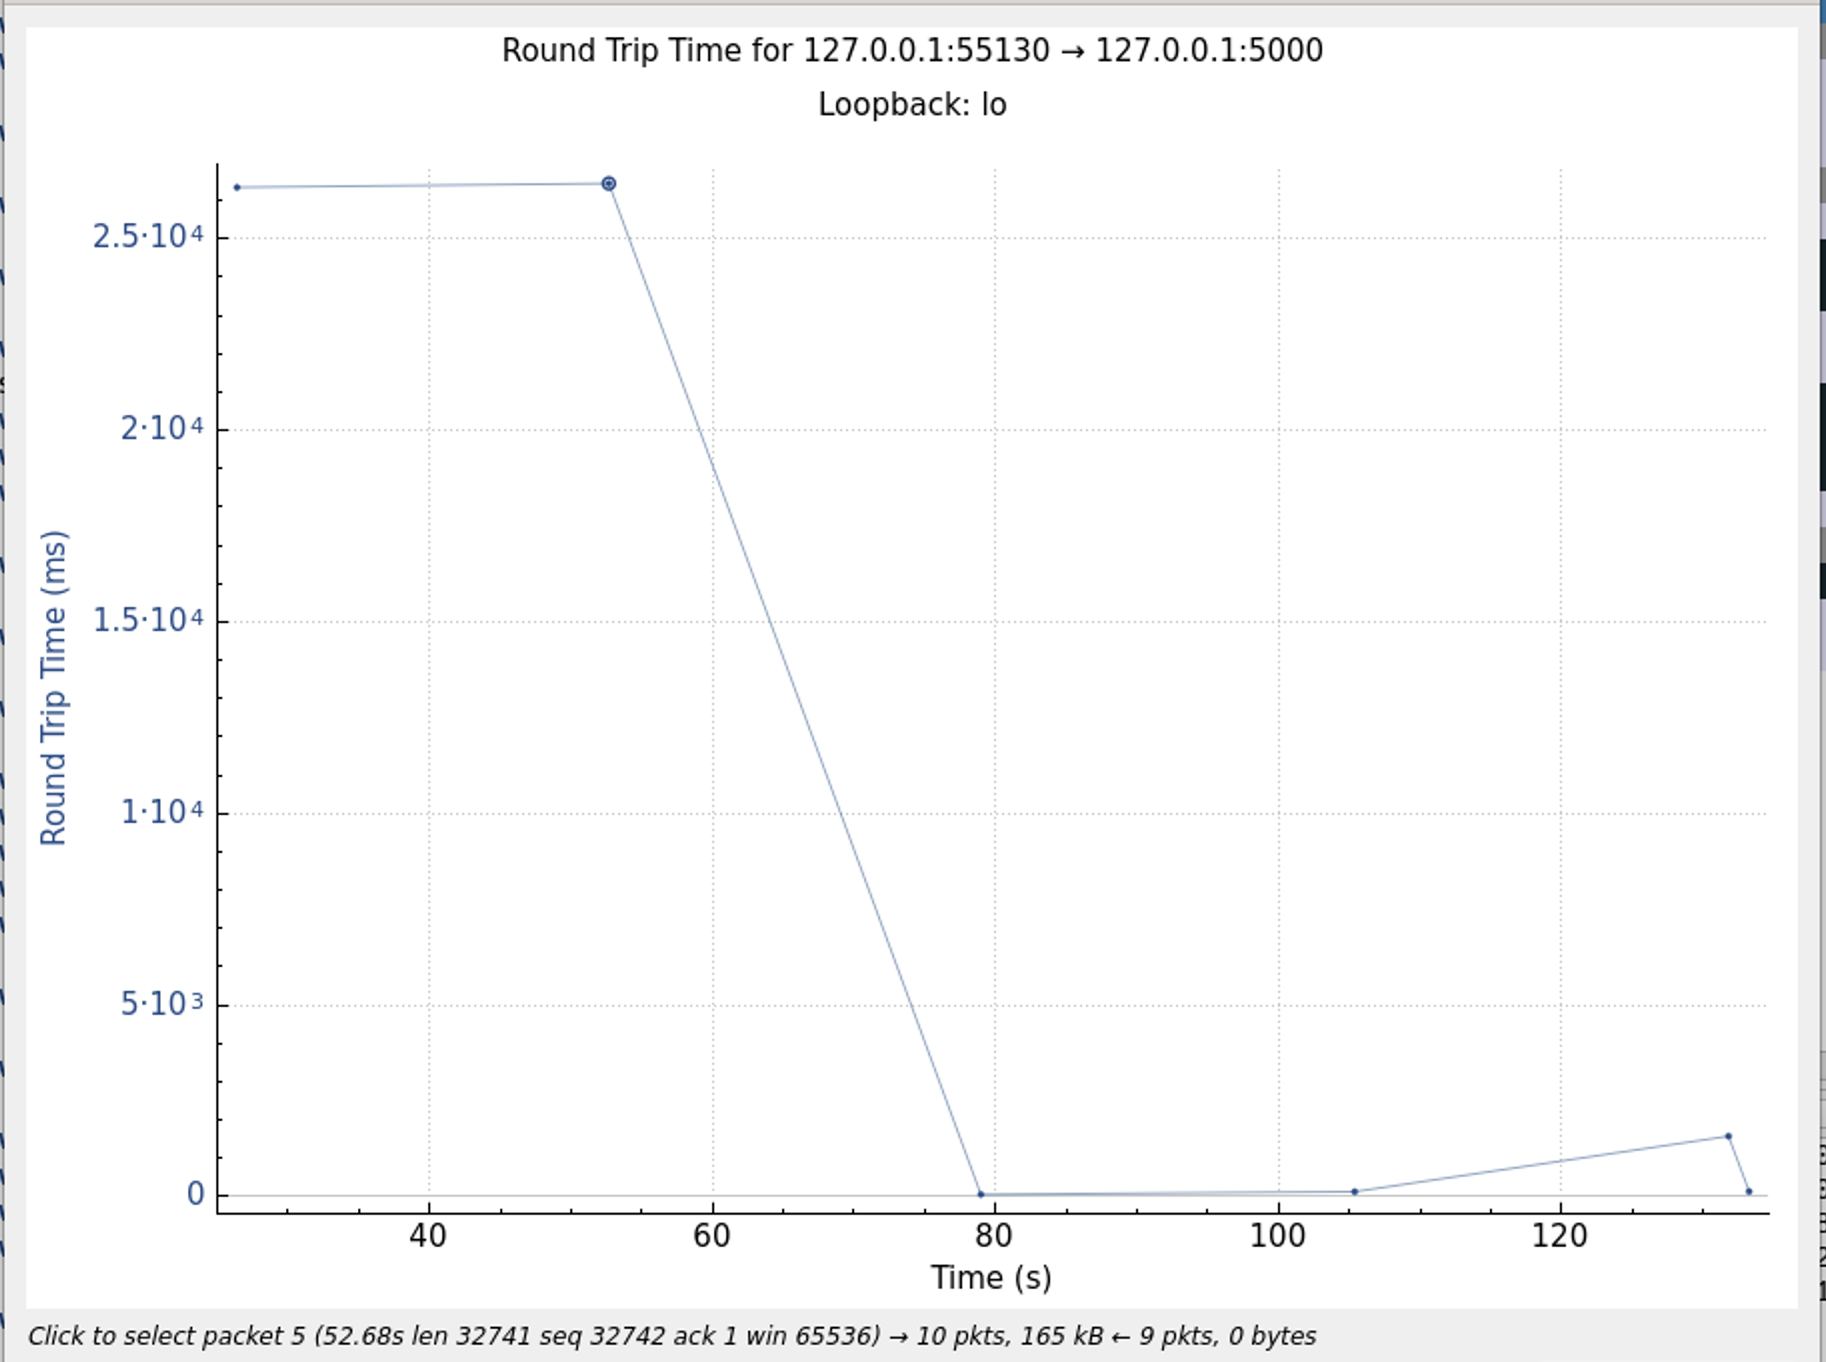 Round Trip Time for 127.0.0.1:55130 → 127.0.0.1:5000
Loopback: lo
2.5·10⁴
2·10⁴
1.5·10⁴
1·10⁴
5·10³
0
Round Trip Time (ms)
40 60 80 100 120
Time (s)
Click to select packet 5 (52.68s len 32741 seq 32742 ack 1 win 65536) → 10 pkts, 165 kB ← 9 pkts, 0 bytes